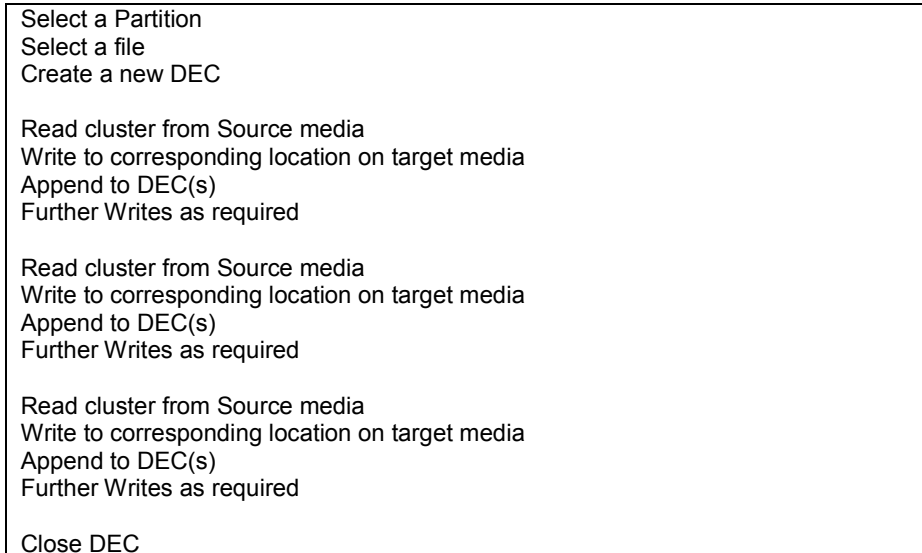 Select a Partition
Select a file
Create a new DEC
Read cluster from Source media
Write to corresponding location on target media
Append to DEC(s)
Further Writes as required
Read cluster from Source media
Write to corresponding location on target media
Append to DEC(s)
Further Writes as required
Read cluster from Source media
Write to corresponding location on target media
Append to DEC(s)
Further Writes as required
Close DEC